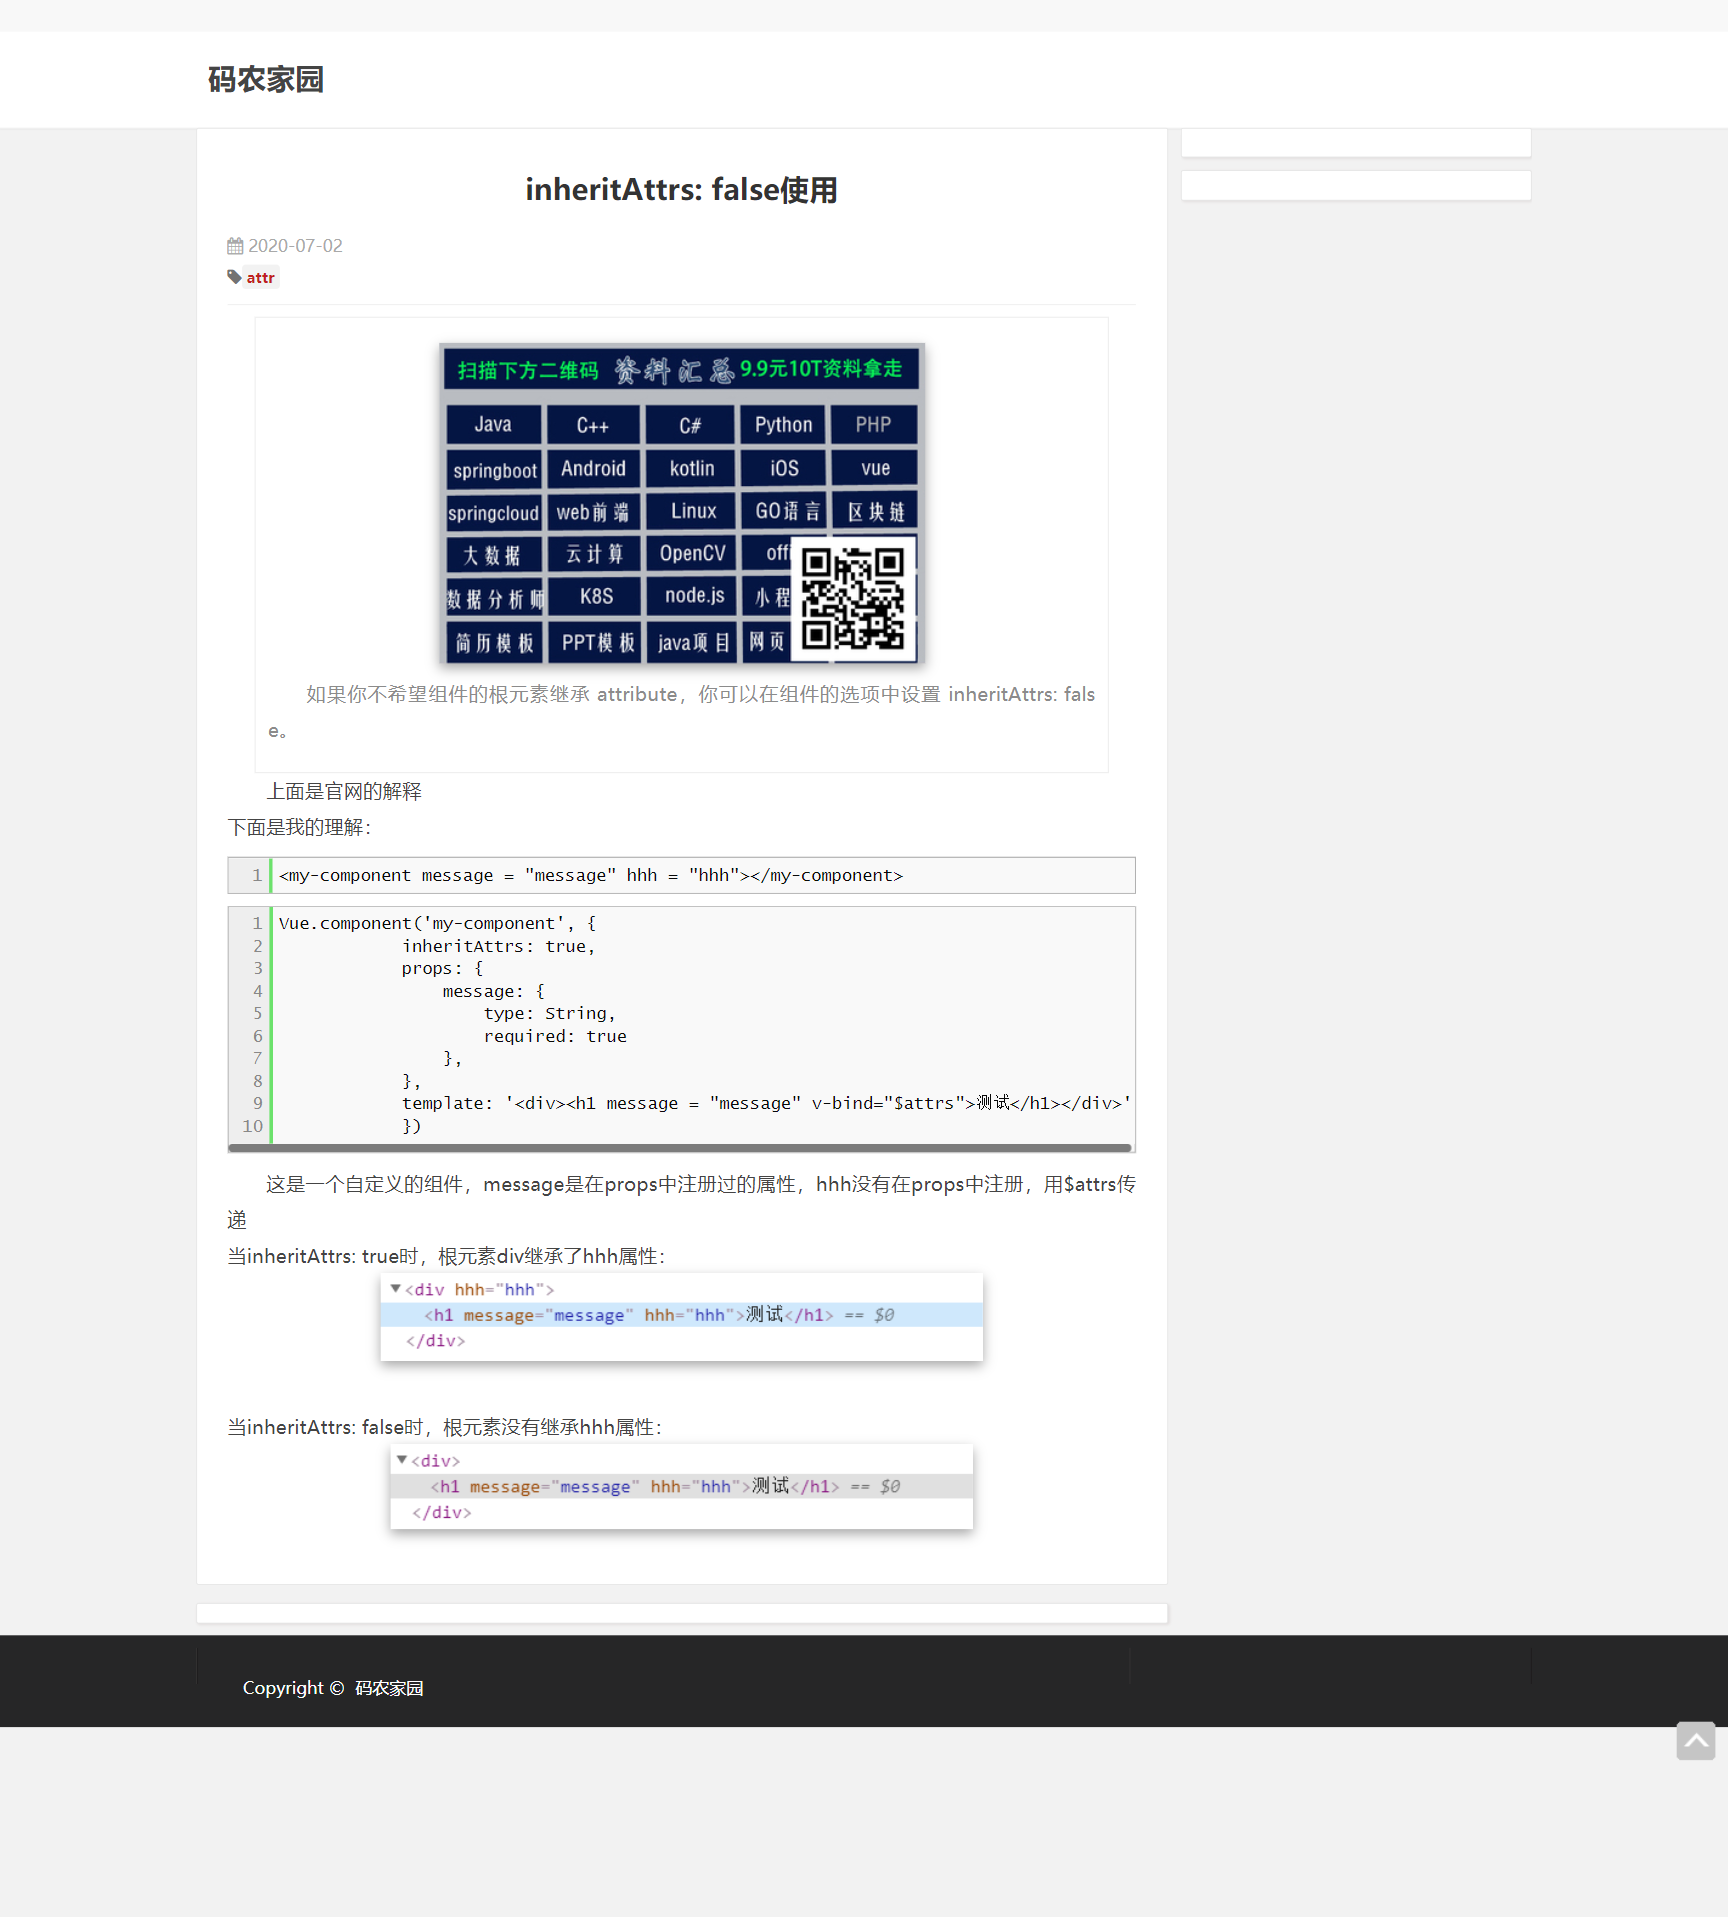 码农家园
inheritAttrs: false使用
2020-07-02
attr
扫描下方二维码 资料汇总 9.9元10T资料拿走
Java C++ C# Python PHP
springboot Android kotlin iOS vue
springcloud web前端 Linux GO语言 区块链
大数据 云计算 OpenCV offi
数据分析师 K8S node.js 小程
简历模板 PPT模板 java项目 网页
如果你不希望组件的根元素继承 attribute，你可以在组件的选项中设置 inheritAttrs: fals
e。
上面是官网的解释
下面是我的理解：
1 <my-component message = "message" hhh = "hhh"></my-component>
1 Vue.component('my-component', {
2 inheritAttrs: true,
3 props: {
4 message: {
5 type: String,
6 required: true
7 },
8 },
9 template: '<div><h1 message = "message" v-bind="$attrs">测试</h1></div>'
10 })
这是一个自定义的组件，message是在props中注册过的属性，hhh没有在props中注册，用$attrs传
递
当inheritAttrs: true时，根元素div继承了hhh属性：
<div hhh="hhh">
<h1 message="message" hhh="hhh">测试</h1> == $0
</div>
当inheritAttrs: false时，根元素没有继承hhh属性：
<div>
<h1 message="message" hhh="hhh">测试</h1> == $0
</div>
Copyright © 码农家园